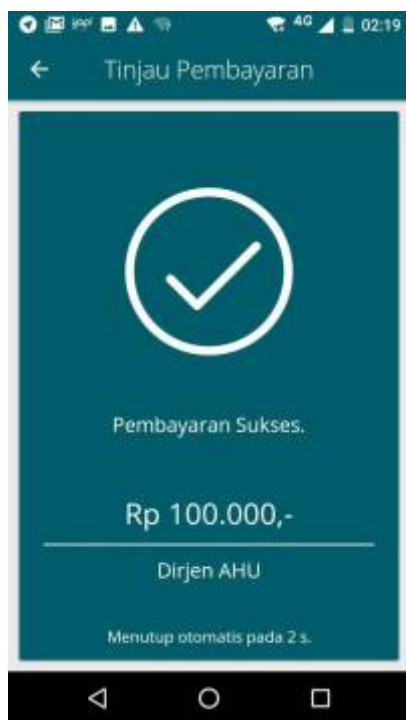 4G 02:19
Tinjau Pembayaran
Pembayaran Sukses.
Rp 100.000,-
Dirjen AHU
Menutup otomatis pada 2 s.